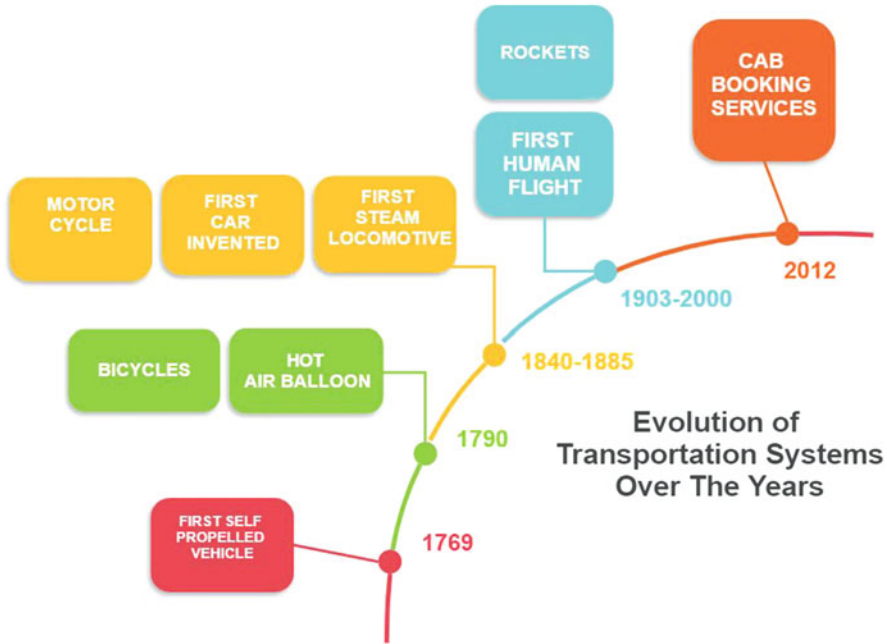 ROCKETS
CAB
BOOKING
SERVICES
FIRST
HUMAN
FLIGHT
MOTOR
CYCLE
FIRST
CAR
INVENTED
FIRST
STEAM
LOCOMOTIVE
2012
1903-2000
BICYCLES
HOT
AIR BALLOON
1840-1885
1790
Evolution of
Transportation Systems
Over The Years
FIRST SELF
PROPELLED
VEHICLE
1769